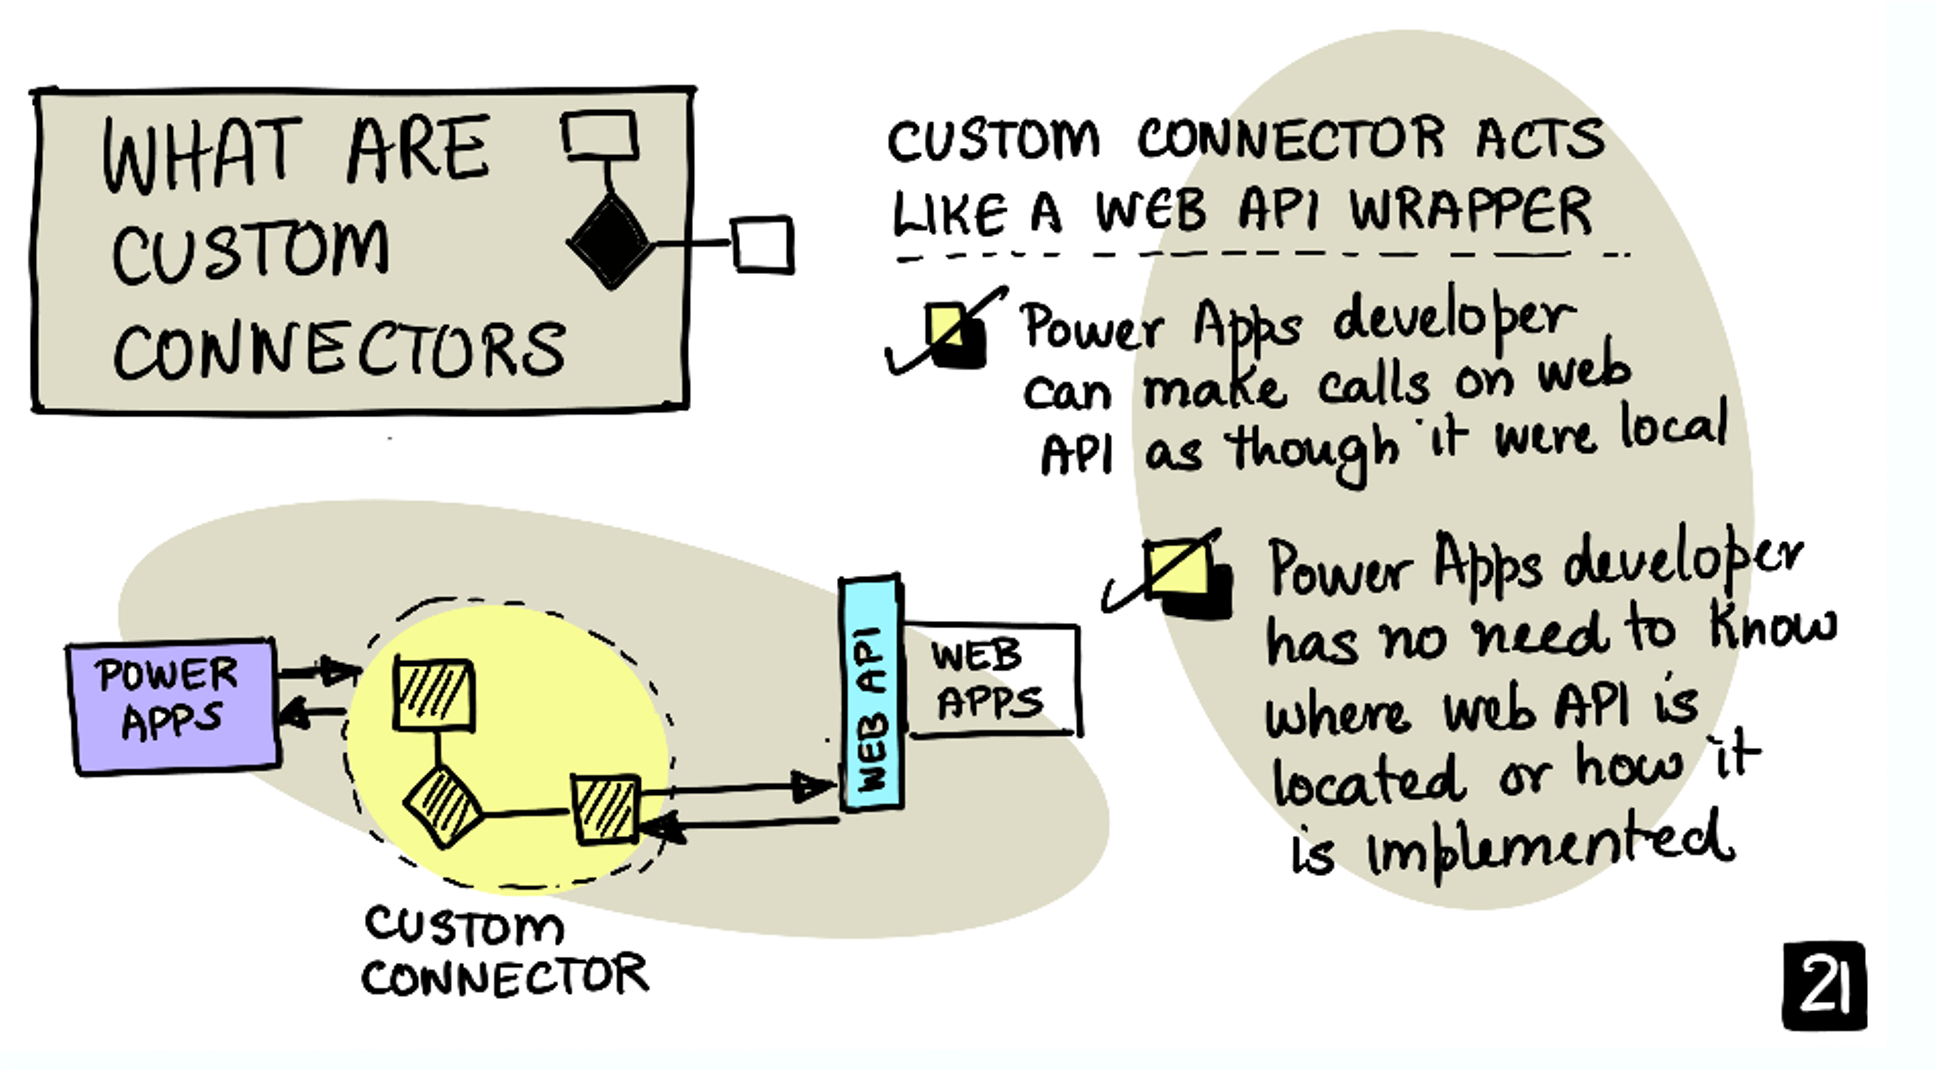 WHAT ARE
CUSTOM
CONNECTORS
CUSTOM CONNECTOR ACTS
LIKE A WEB API WRAPPER
Power Apps developer
can make calls on web
API as though it were local
Power Apps developer
has no need to know
where web API is
located or how it
is implemented
POWER
APPS
CUSTOM
CONNECTOR
WEB API
WEB
APPS
21